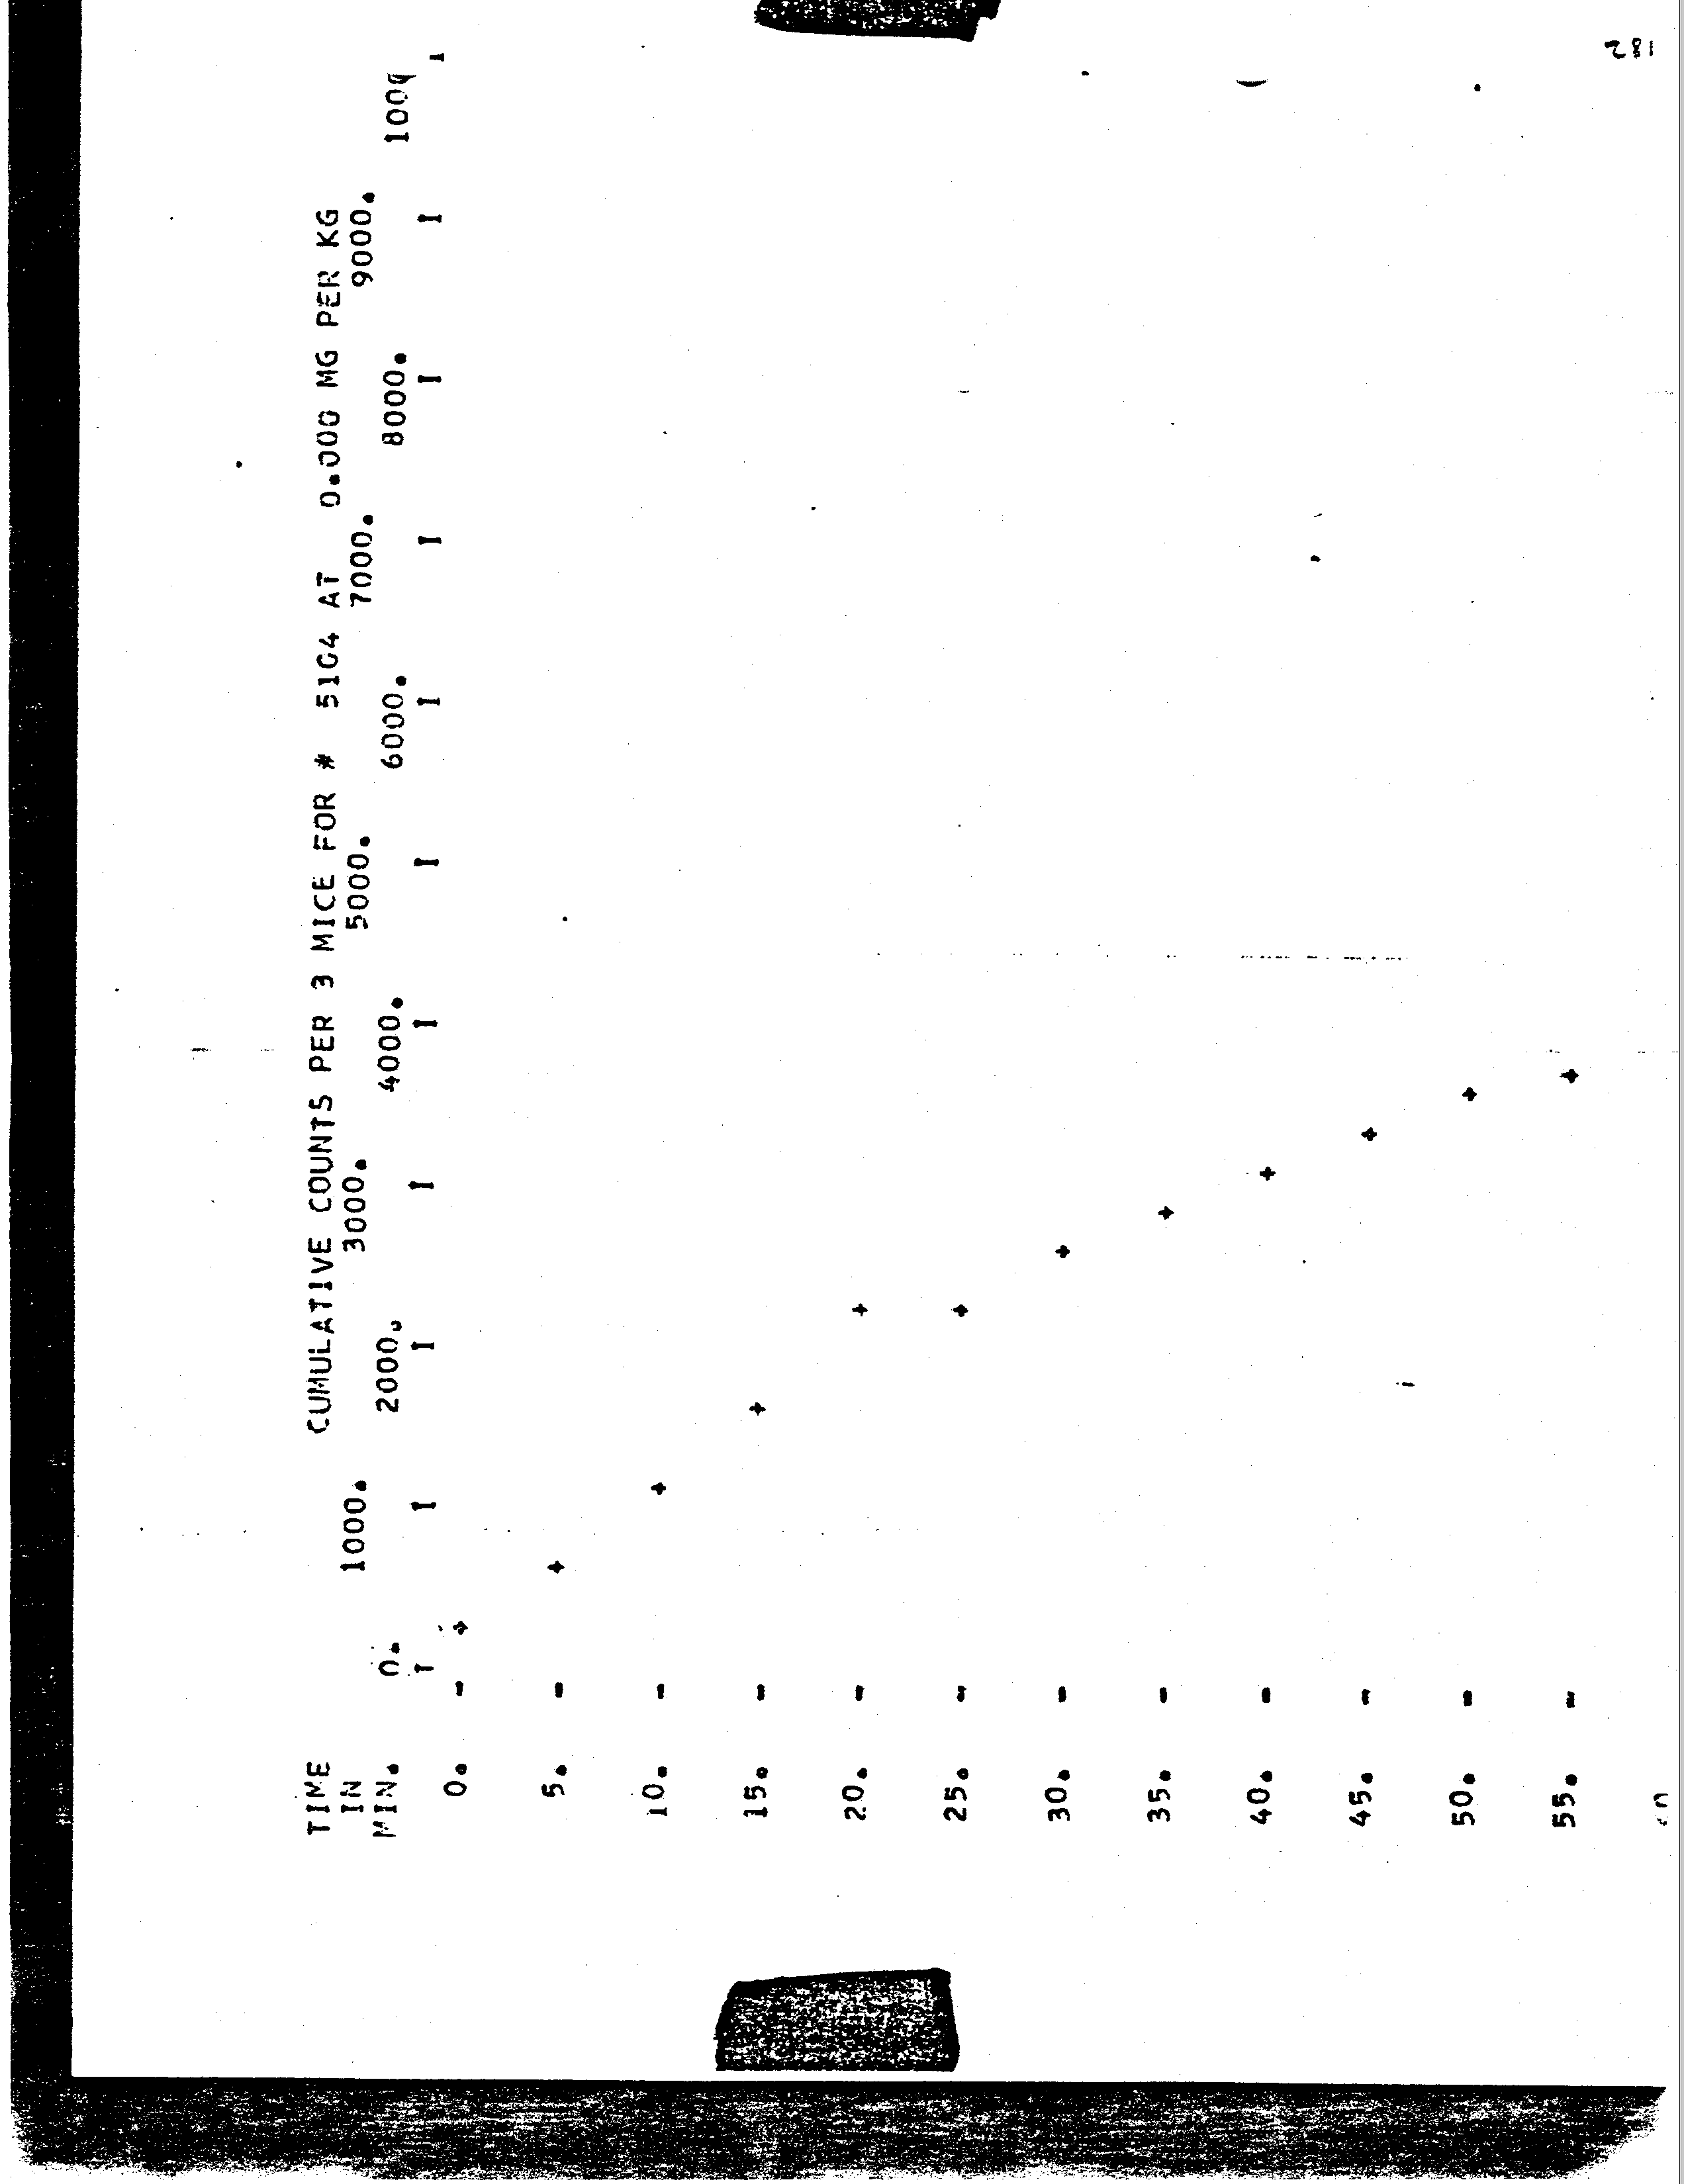 182
TIME CUMULATIVE COUNTS PER 3 MICE FOR # 5104 AT 0.000 MG PER KG
IN 1000. 3000. 5000. 7000. 9000.
MIN. 0. 2000. 4000. 6000. 8000.
I I I I I I I I I I I
0. - +
5. - +
10. - +
15. - +
20. - +
25. - +
30. - +
35. - +
40. - +
45. - +
50. - +
55. - +